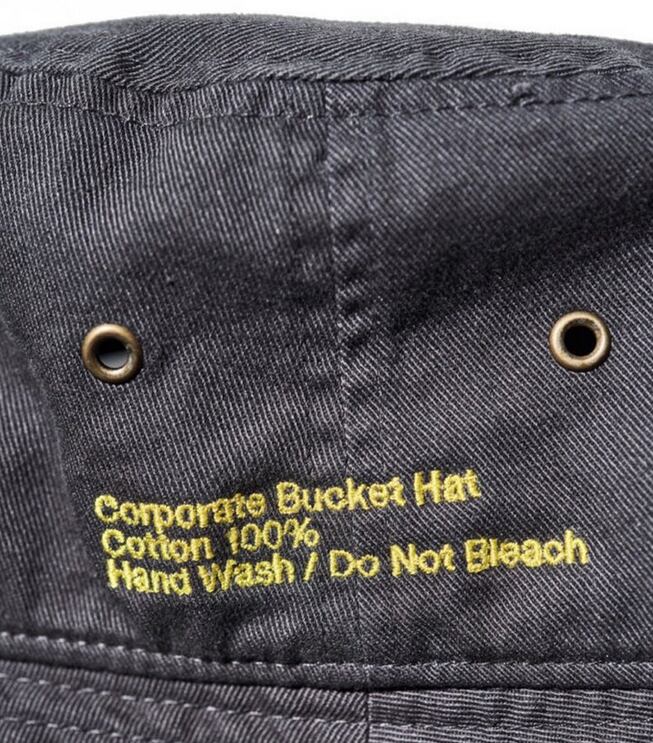 Corporate Bucket Hat
Cotton 100%
Hand Wash / Do Not Bleach